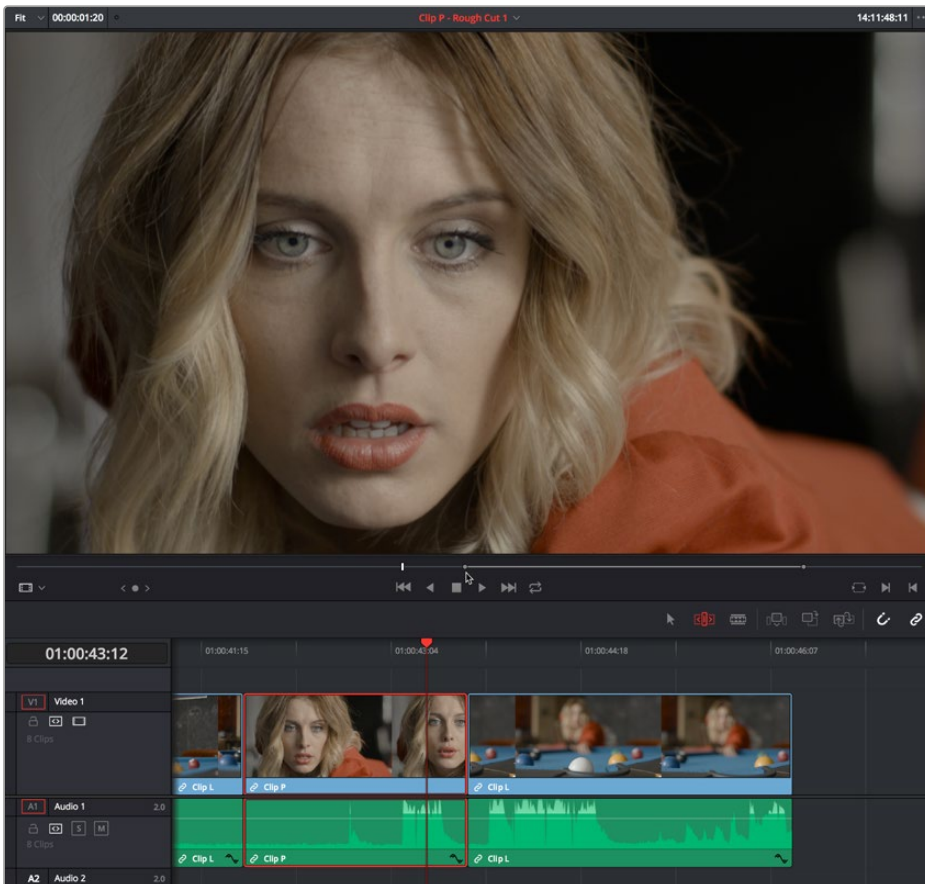 Fit 00:00:01:20 Clip P - Rough Cut 1 14:11:48:11
01:00:43:12 01:00:41:15 01:00:43:04 01:00:44:18 01:00:46:07
V1 Video 1
8 Clips
Clip L Clip P Clip L
A1 Audio 1 2.0
S M
8 Clips
Clip L Clip P Clip L
A2 Audio 2 2.0